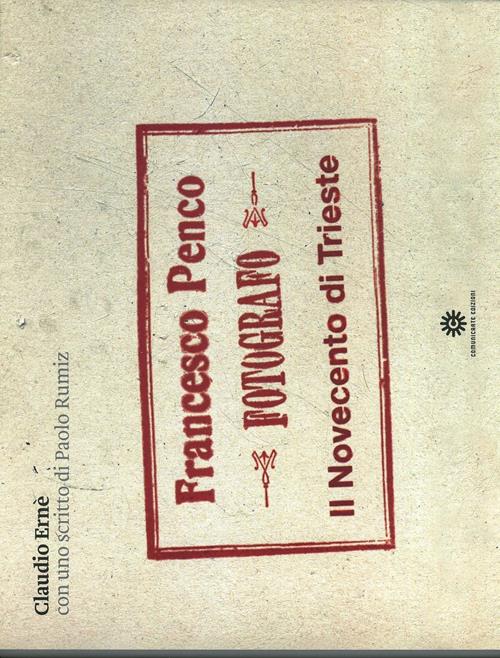 Claudio Ernè
con uno scritto di Paolo Rumiz
Francesco Penco
FOTOGRAFO
Il Novecento di Trieste
comunicarte edizioni